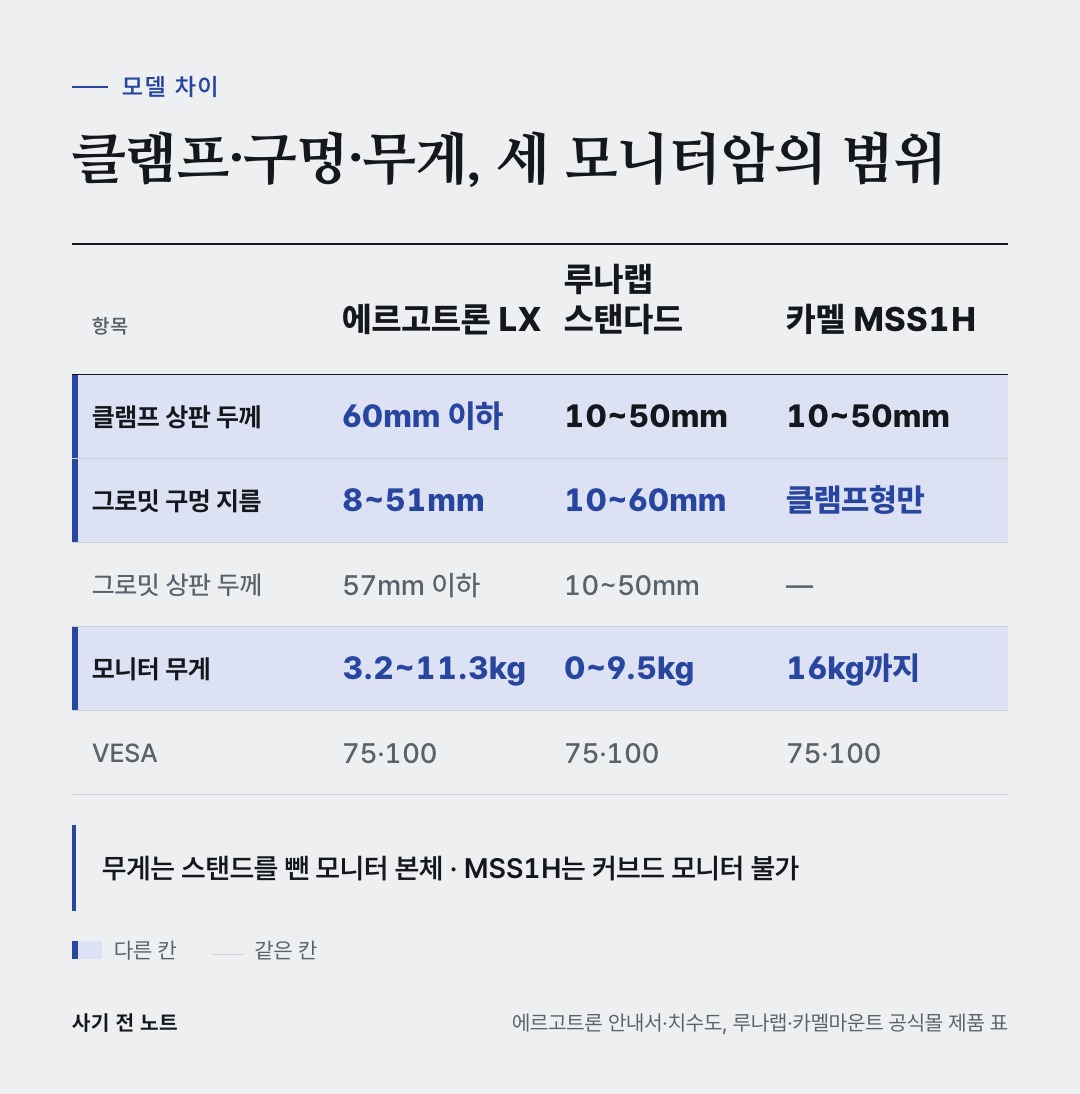 모델 차이
클램프·구멍·무게, 세 모니터암의 범위
항목 에르고트론 LX 루나랩 스탠다드 카멜 MSS1H
클램프 상판 두께 60mm 이하 10~50mm 10~50mm
그로밋 구멍 지름 8~51mm 10~60mm 클램프형만
그로밋 상판 두께 57mm 이하 10~50mm —
모니터 무게 3.2~11.3kg 0~9.5kg 16kg까지
VESA 75·100 75·100 75·100
무게는 스탠드를 뺀 모니터 본체 · MSS1H는 커브드 모니터 불가
다른 칸 같은 칸
사기 전 노트 에르고트론 안내서·치수도, 루나랩·카멜마운트 공식몰 제품 표